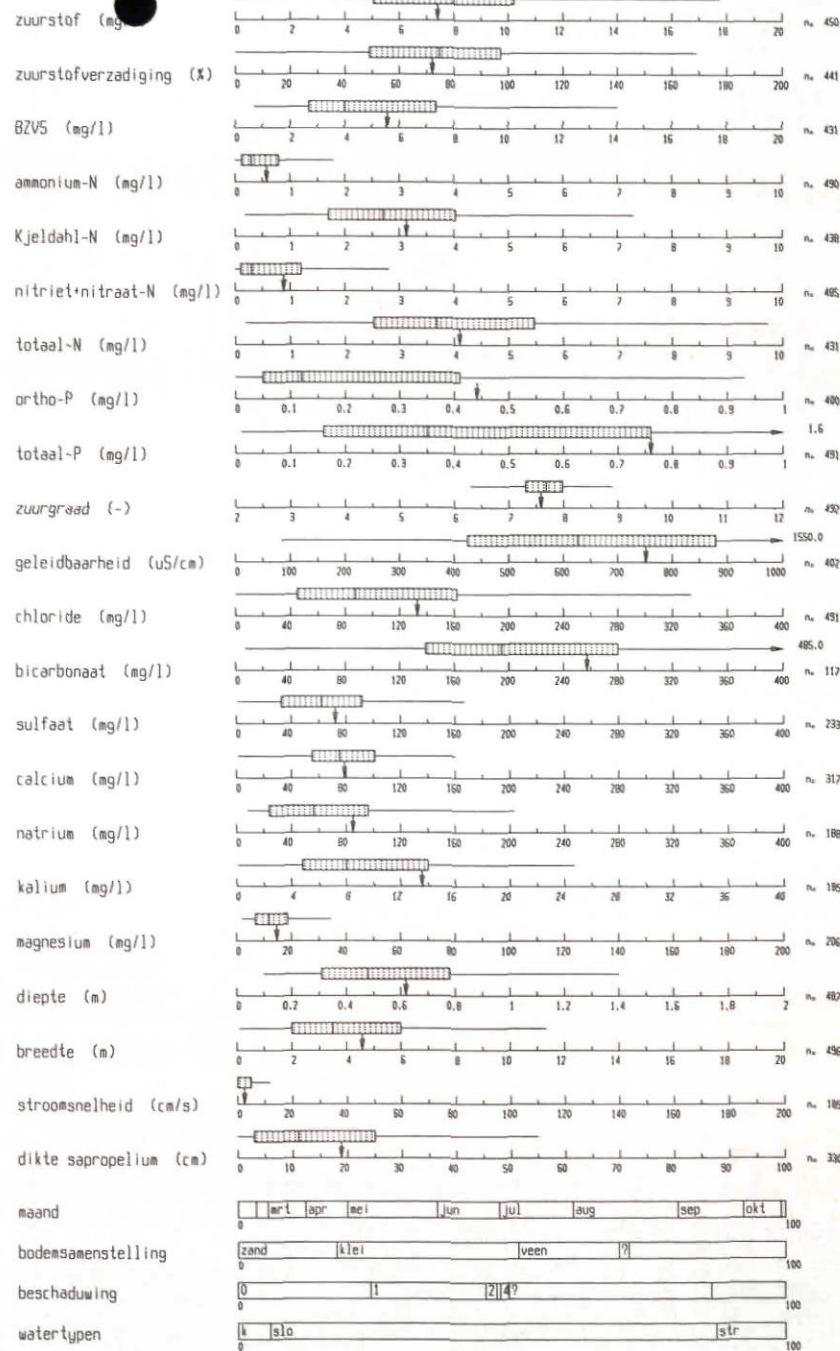 zuurstof (mg
0 2 4 6 8 10 12 14 16 18 20 n= 450
zuurstofverzadiging (%)
0 20 40 60 80 100 120 140 160 180 200 n= 441
BZV5 (mg/l)
0 2 4 6 8 10 12 14 16 18 20 n= 431
ammonium-N (mg/l)
0 1 2 3 4 5 6 7 8 9 10 n= 490
Kjeldahl-N (mg/l)
0 1 2 3 4 5 6 7 8 9 10 n= 438
nitriet+nitraat-N (mg/l)
0 1 2 3 4 5 6 7 8 9 10 n= 485
totaal-N (mg/l)
0 1 2 3 4 5 6 7 8 9 10 n= 431
ortho-P (mg/l)
0 0.1 0.2 0.3 0.4 0.5 0.6 0.7 0.8 0.9 1 n= 400
1.6
totaal-P (mg/l)
0 0.1 0.2 0.3 0.4 0.5 0.6 0.7 0.8 0.9 1 n= 491
zuurgraad (-)
2 3 4 5 6 7 8 9 10 11 12 n= 492
1550.0
geleidbaarheid (uS/cm)
0 100 200 300 400 500 600 700 800 900 1000 n= 402
chloride (mg/l)
0 40 80 120 160 200 240 280 320 360 400 n= 491
485.0
bicarbonaat (mg/l)
0 40 80 120 160 200 240 280 320 360 400 n= 117
sulfaat (mg/l)
0 40 80 120 160 200 240 280 320 360 400 n= 233
calcium (mg/l)
0 40 80 120 160 200 240 280 320 360 400 n= 317
natrium (mg/l)
0 40 80 120 160 200 240 280 320 360 400 n= 188
kalium (mg/l)
0 4 8 12 16 20 24 28 32 36 40 n=
magnesium (mg/l)
0 20 40 60 80 100 120 140 160 180 200 n= 206
diepte (m)
0 0.2 0.4 0.6 0.8 1 1.2 1.4 1.6 1.8 2 n= 482
breedte (m)
0 2 4 6 8 10 12 14 16 18 20 n= 496
stroomsnelheid (cm/s)
0 20 40 60 80 100 120 140 160 180 200 n=
dikte sapropelium (cm)
0 10 20 30 40 50 60 70 80 90 100 n= 330
maand mrt apr mei jun jul aug sep okt
0 100
bodemsamenstelling zand klei veen ?
0 100
beschaduwing 0 1 2 4 ?
0 100
watertypen k slo str
0 100